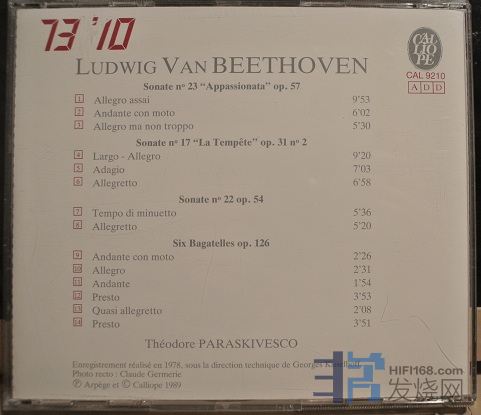 73'10
CALLIOPE
LUDWIG VAN BEETHOVEN
CAL 9210
A D D
Sonate nº 23 "Appassionata" op. 57
1 Allegro assai 9'53
2 Andante con moto 6'02
3 Allegro ma non troppo 5'30
Sonate nº 17 "La Tempête" op. 31 nº 2
4 Largo - Allegro 9'20
5 Adagio 7'03
6 Allegretto 6'58
Sonate nº 22 op. 54
7 Tempo di minuetto 5'36
8 Allegretto 5'20
Six Bagatelles op. 126
9 Andante con moto 2'26
10 Allegro 2'31
11 Andante 1'54
12 Presto 3'53
13 Quasi allegretto 2'08
14 Presto 3'51
Théodore PARASKIVESCO
Enregistrement réalisé en 1978, sous la direction technique de Georges
Photo recto : Claude Germerie
℗ Arpège et © Calliope 1989
HIFI168.com
发烧网